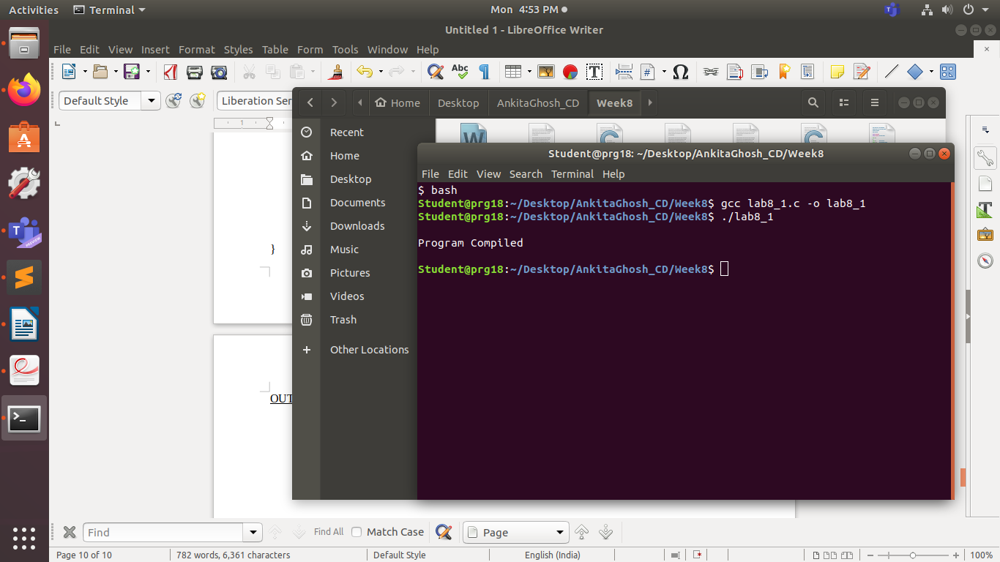 Activities Terminal Mon 4:53 PM
Untitled 1 - LibreOffice Writer
File Edit View Insert Format Styles Table Form Tools Window Help
Abc
Default Style Liberation Ser
1
Home Desktop AnkitaGhosh_CD Week8
Recent
Home
Desktop
Documents
Downloads
Music
Pictures
Videos
Trash
Other Locations
Student@prg18: ~/Desktop/AnkitaGhosh_CD/Week8
File Edit View Search Terminal Help
$ bash
Student@prg18:~/Desktop/AnkitaGhosh_CD/Week8$ gcc lab8_1.c -o lab8_1
Student@prg18:~/Desktop/AnkitaGhosh_CD/Week8$ ./lab8_1
Program Compiled
Student@prg18:~/Desktop/AnkitaGhosh_CD/Week8$
}
OUT
Find Find All Match Case Page
Page 10 of 10 782 words, 6,361 characters Default Style English (India) 100%